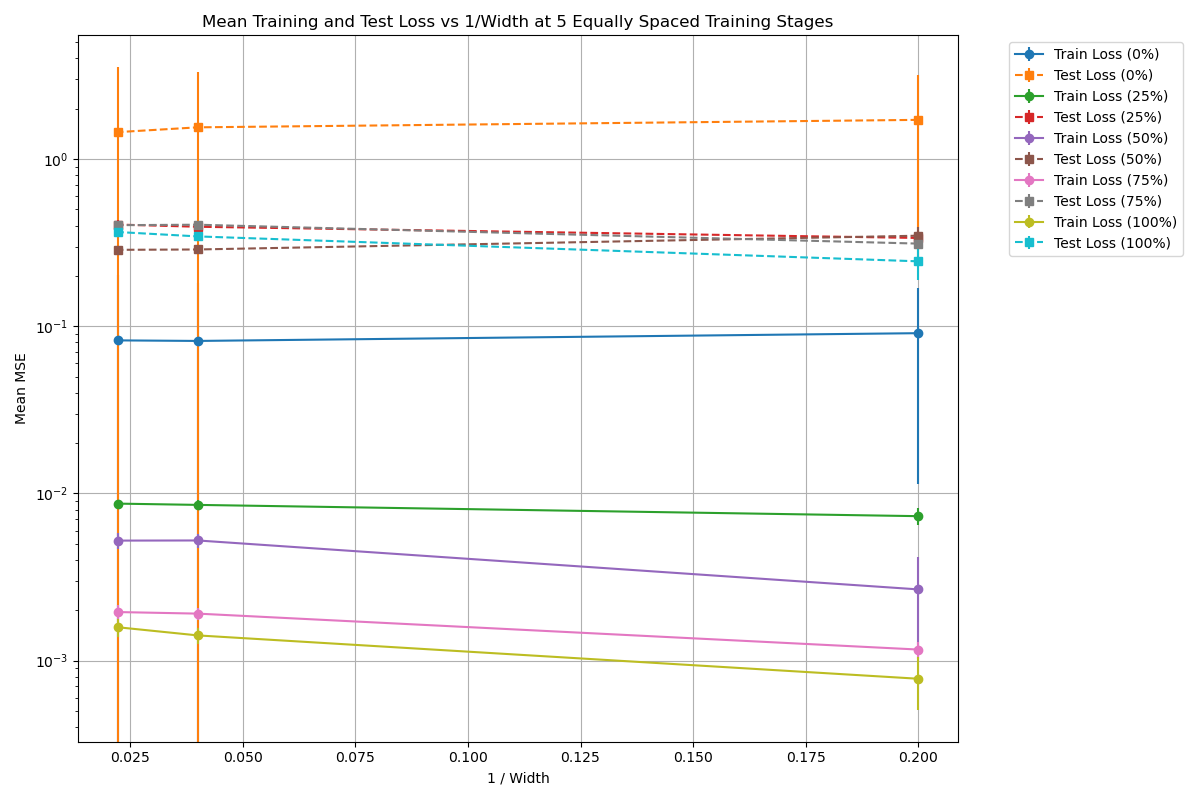 Mean Training and Test Loss vs 1/Width at 5 Equally Spaced Training Stages
Mean MSE
10⁰
10⁻¹
10⁻²
10⁻³
0.025 0.050 0.075 0.100 0.125 0.150 0.175 0.200
1 / Width
Train Loss (0%)
Test Loss (0%)
Train Loss (25%)
Test Loss (25%)
Train Loss (50%)
Test Loss (50%)
Train Loss (75%)
Test Loss (75%)
Train Loss (100%)
Test Loss (100%)